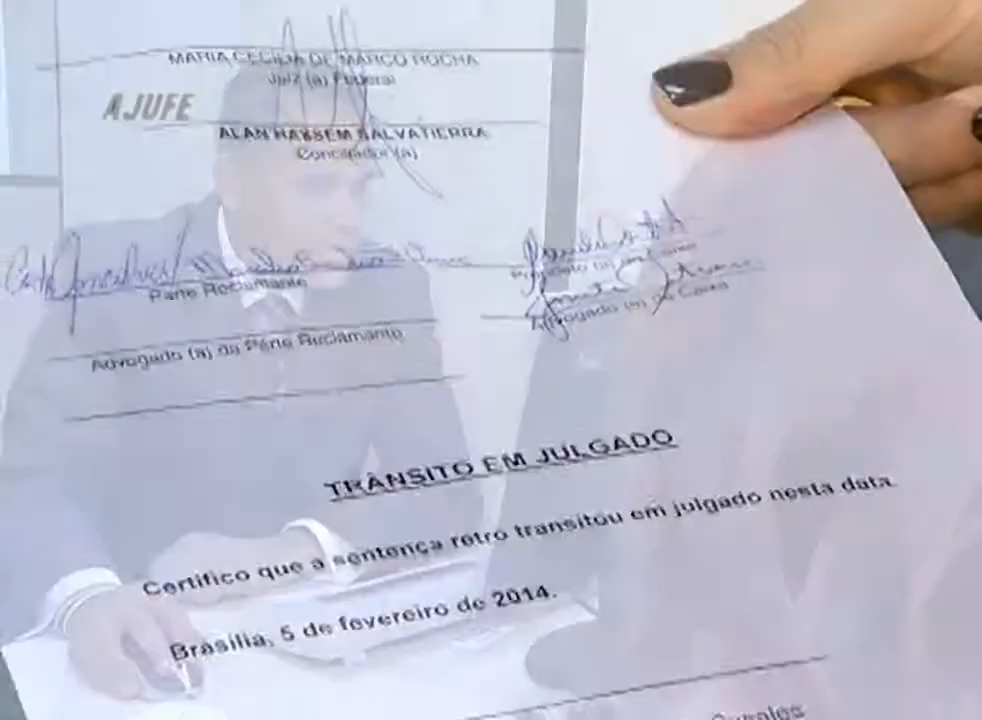 MARIA CECILIA DE MARCO ROCHA
Juiz (a) Federal
AJUFE
ALAN HAYSEM SALVATIERRA
Conciliador (a)
Parte Reclamante
Advogado (a) da Caixa
Advogado (a) da Parte Reclamante
TRÂNSITO EM JULGADO
Certifico que a sentença retro transitou em julgado nesta data.
Brasília, 5 de fevereiro de 2014.